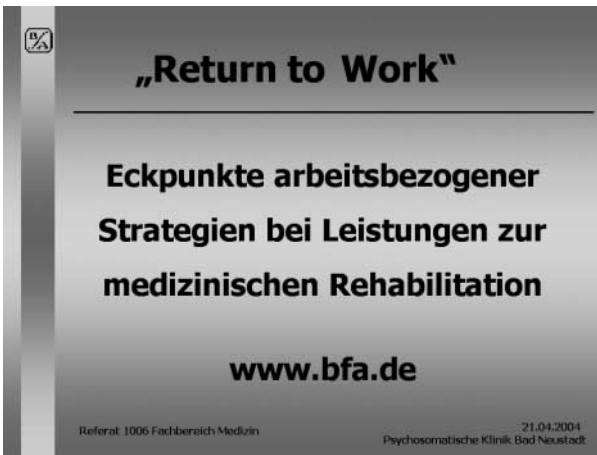 B/A
„Return to Work“
Eckpunkte arbeitsbezogener
Strategien bei Leistungen zur
medizinischen Rehabilitation
www.bfa.de
Referat 1006 Fachbereich Medizin
21.04.2004
Psychosomatische Klinik Bad Neustadt